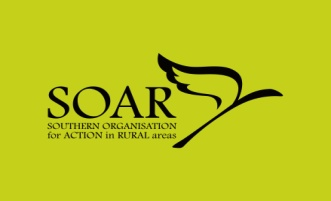 SOAR
SOUTHERN ORGANISATION
for ACTION in RURAL areas